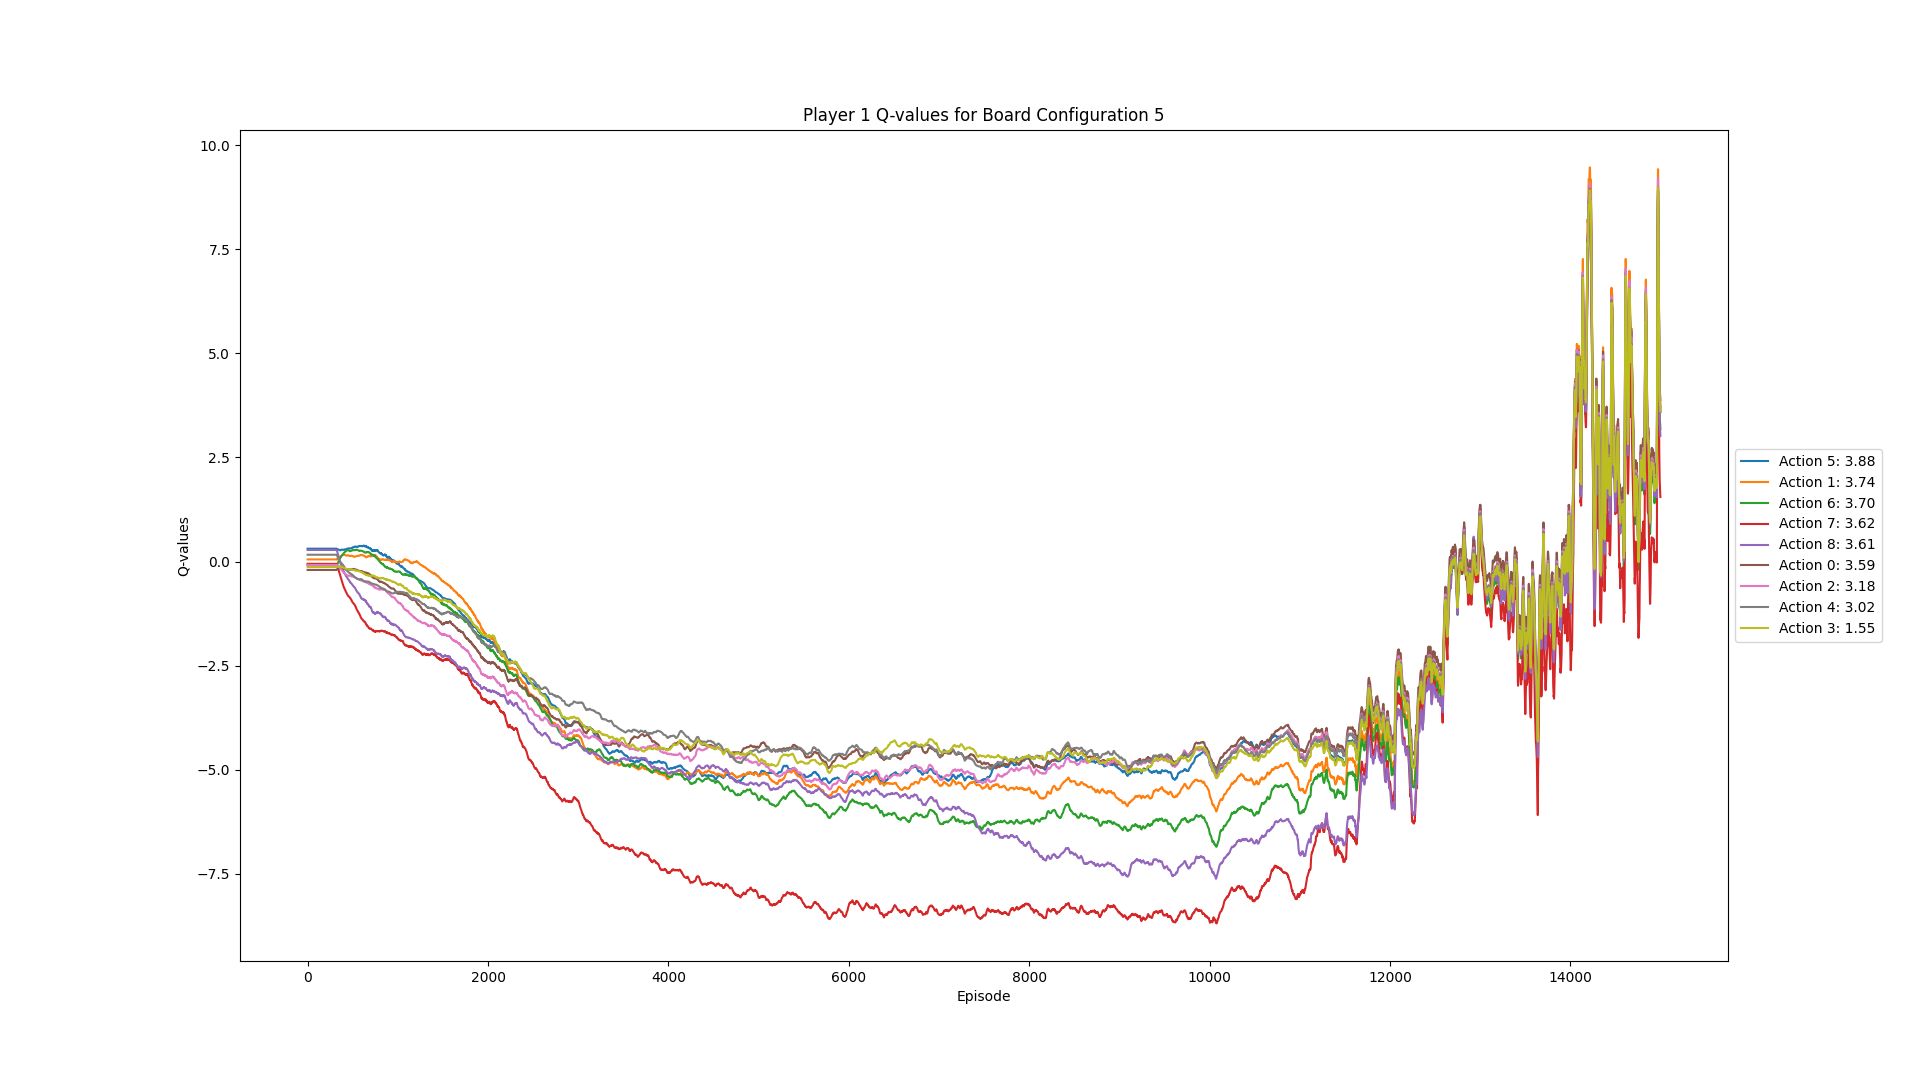 Player 1 Q-values for Board Configuration 5
10.0
7.5
5.0
2.5
0.0
−2.5
−5.0
−7.5
Q-values
0 2000 4000 6000 8000 10000 12000 14000
Episode
Action 5: 3.88
Action 1: 3.74
Action 6: 3.70
Action 7: 3.62
Action 8: 3.61
Action 0: 3.59
Action 2: 3.18
Action 4: 3.02
Action 3: 1.55